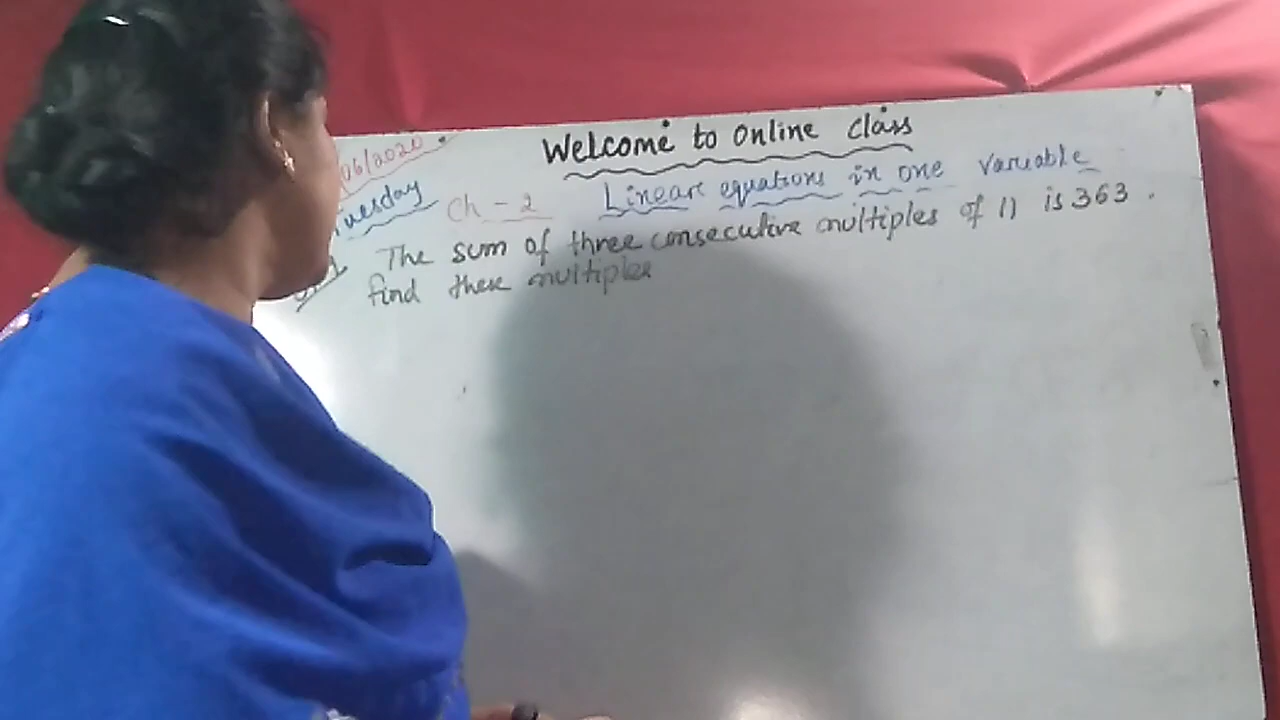 Welcome to Online Class
06/2020
Tuesday
Ch - 2 Linear equations in one variable
The sum of three consecutive multiples of 11 is 363.
find these multiples